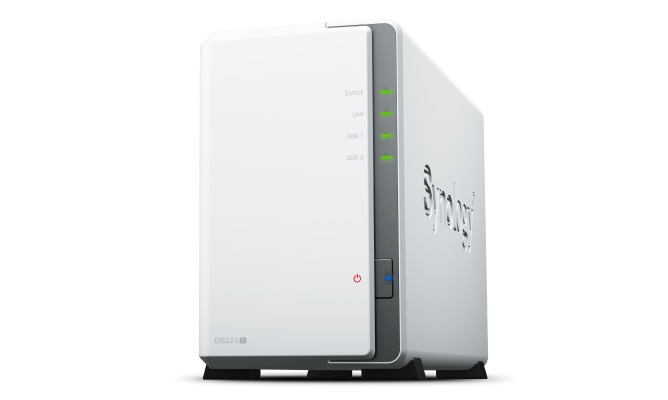 STATUS
LAN
DISK 1
DISK 2
Synology
DS223j